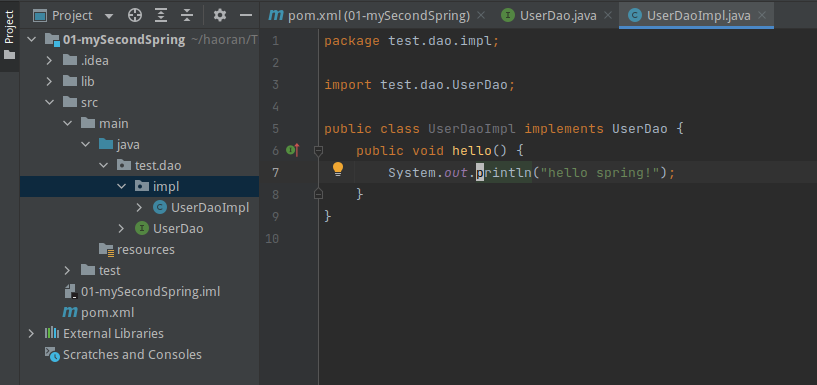 Project
Project
pom.xml (01-mySecondSpring)
UserDao.java
UserDaoImpl.java
01-mySecondSpring ~/haoran/T
.idea
lib
src
main
java
test.dao
impl
UserDaoImpl
UserDao
resources
test
01-mySecondSpring.iml
pom.xml
External Libraries
Scratches and Consoles
1 package test.dao.impl;
2
3 import test.dao.UserDao;
4
5 public class UserDaoImpl implements UserDao {
6 public void hello() {
7 System.out.println("hello spring!");
8 }
9 }
10